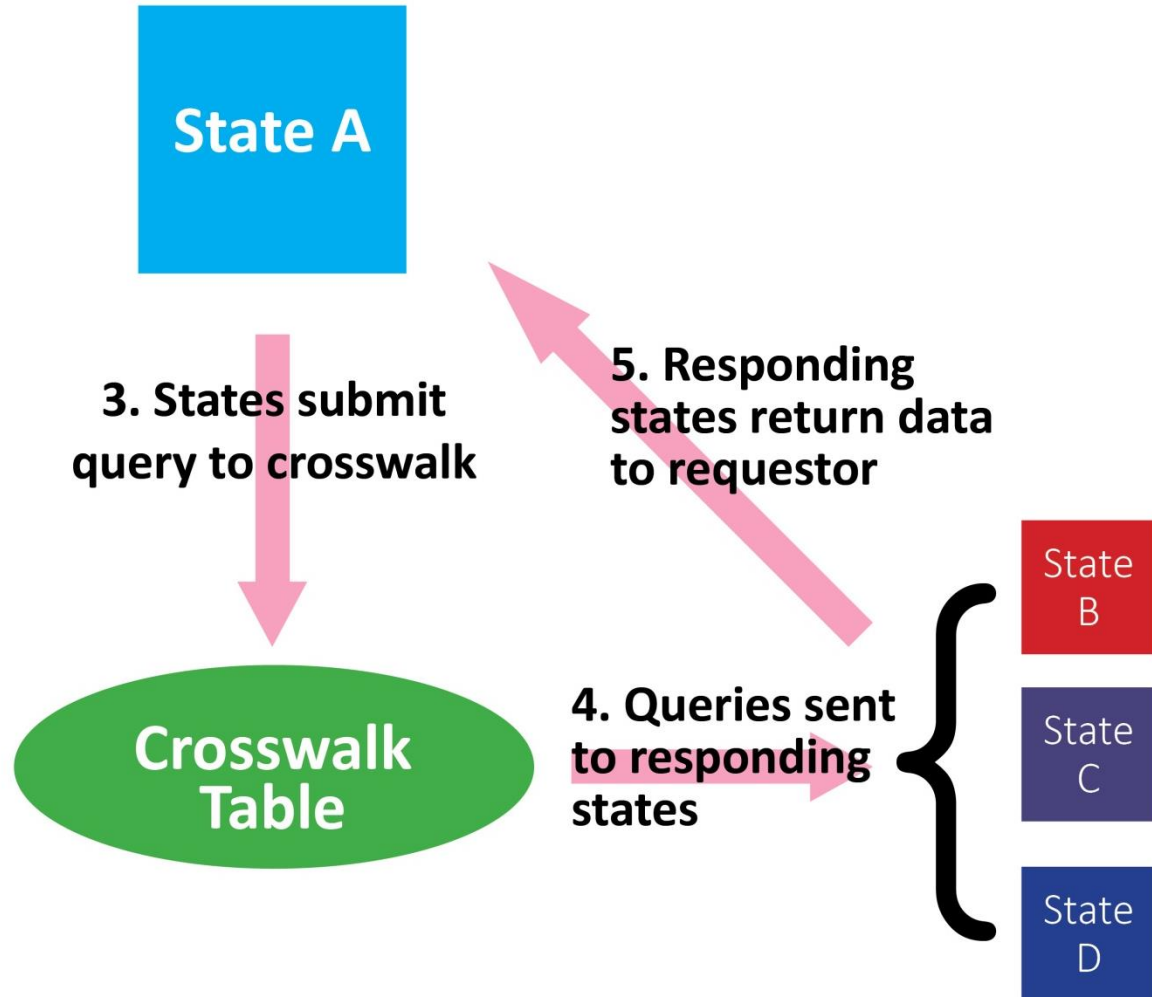 State A
3. States submit
query to crosswalk
5. Responding
states return data
to requestor
Crosswalk
Table
4. Queries sent
to responding
states
State
B
State
C
State
D